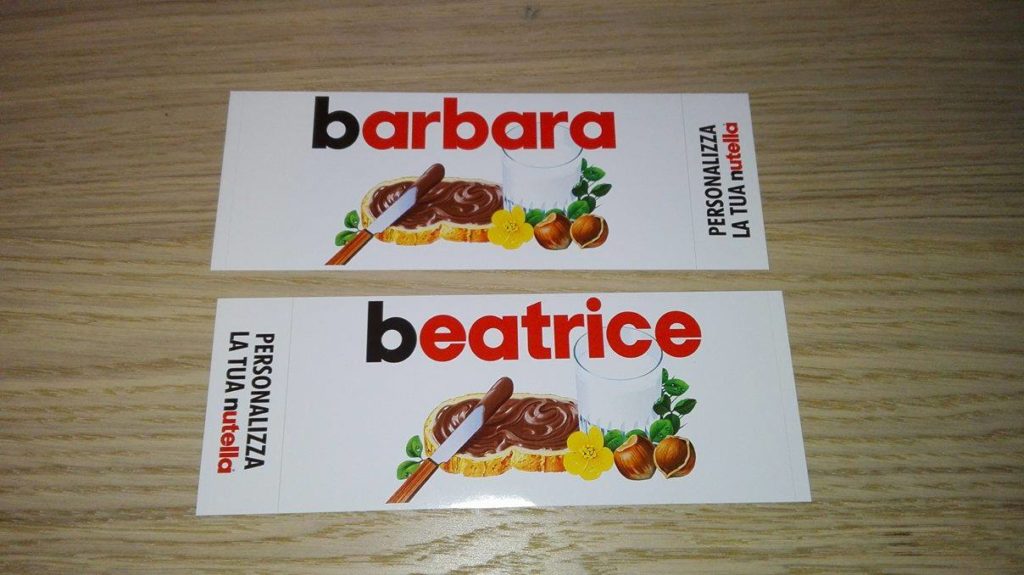 barbara
PERSONALIZZA
LA TUA nutella
beatrice
PERSONALIZZA
LA TUA nutella